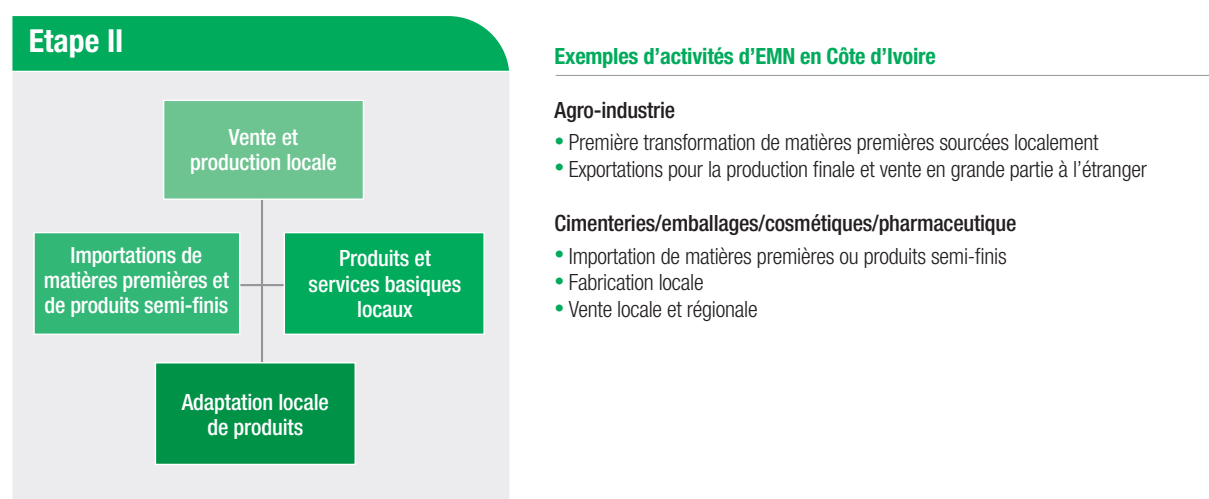 Etape II
Vente et
production locale
Importations de
matières premières et
de produits semi-finis
Produits et
services basiques
locaux
Adaptation locale
de produits
Exemples d’activités d’EMN en Côte d’Ivoire
Agro-industrie
• Première transformation de matières premières sourcées localement
• Exportations pour la production finale et vente en grande partie à l’étranger
Cimenteries/emballages/cosmétiques/pharmaceutique
• Importation de matières premières ou produits semi-finis
• Fabrication locale
• Vente locale et régionale